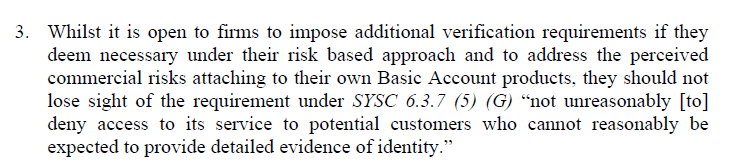 3. Whilst it is open to firms to impose additional verification requirements if they
deem necessary under their risk based approach and to address the perceived
commercial risks attaching to their own Basic Account products, they should not
lose sight of the requirement under SYSC 6.3.7 (5) (G) “not unreasonably [to]
deny access to its service to potential customers who cannot reasonably be
expected to provide detailed evidence of identity.”